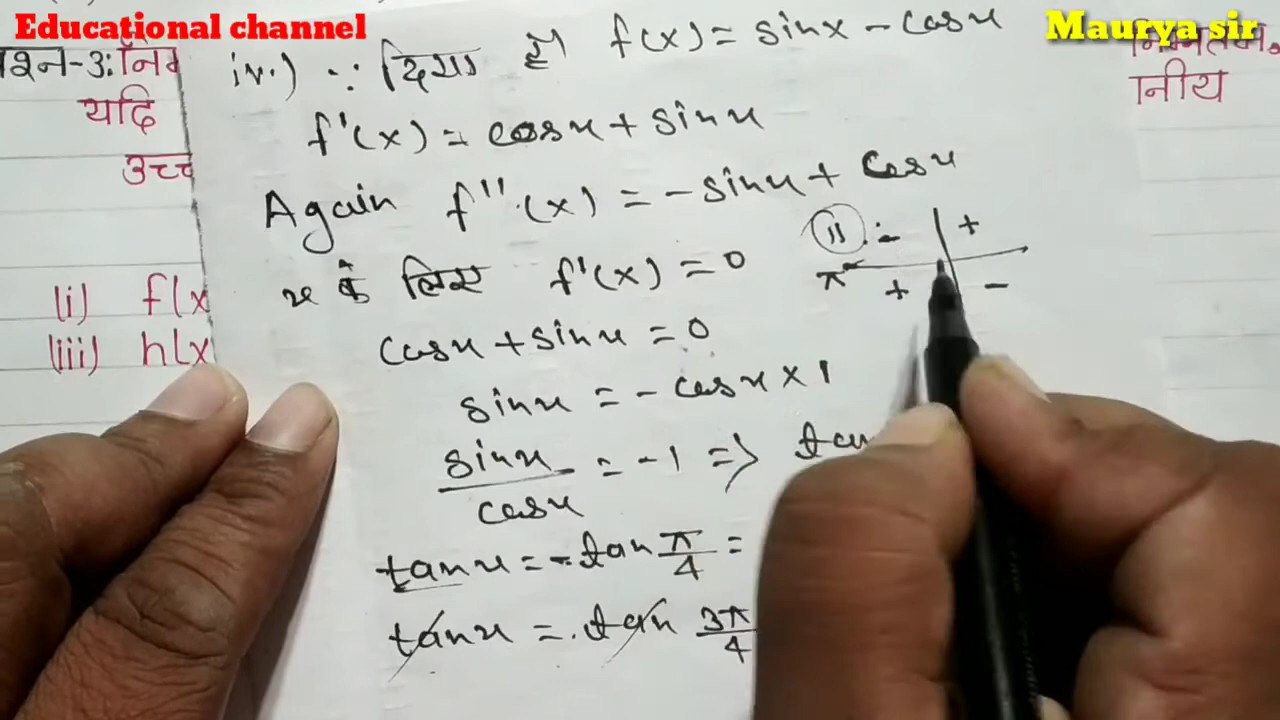 Educational channel
Maurya sir
iv.) ∵ दिया है f(x) = sinx - cosx
यदि
नीय
f'(x) = cosx + sinx
Again f''(x) = -sinx + cosx
x के लिए f'(x) = 0
(ii) - +
π + -
(i) f(x
cosx + sinx = 0
(iii) h(x
sinx = - cosx × 1
sinx/cosx = -1 ⇒ tan
tanx = - tan π/4 =
tanx = tan 3π/4